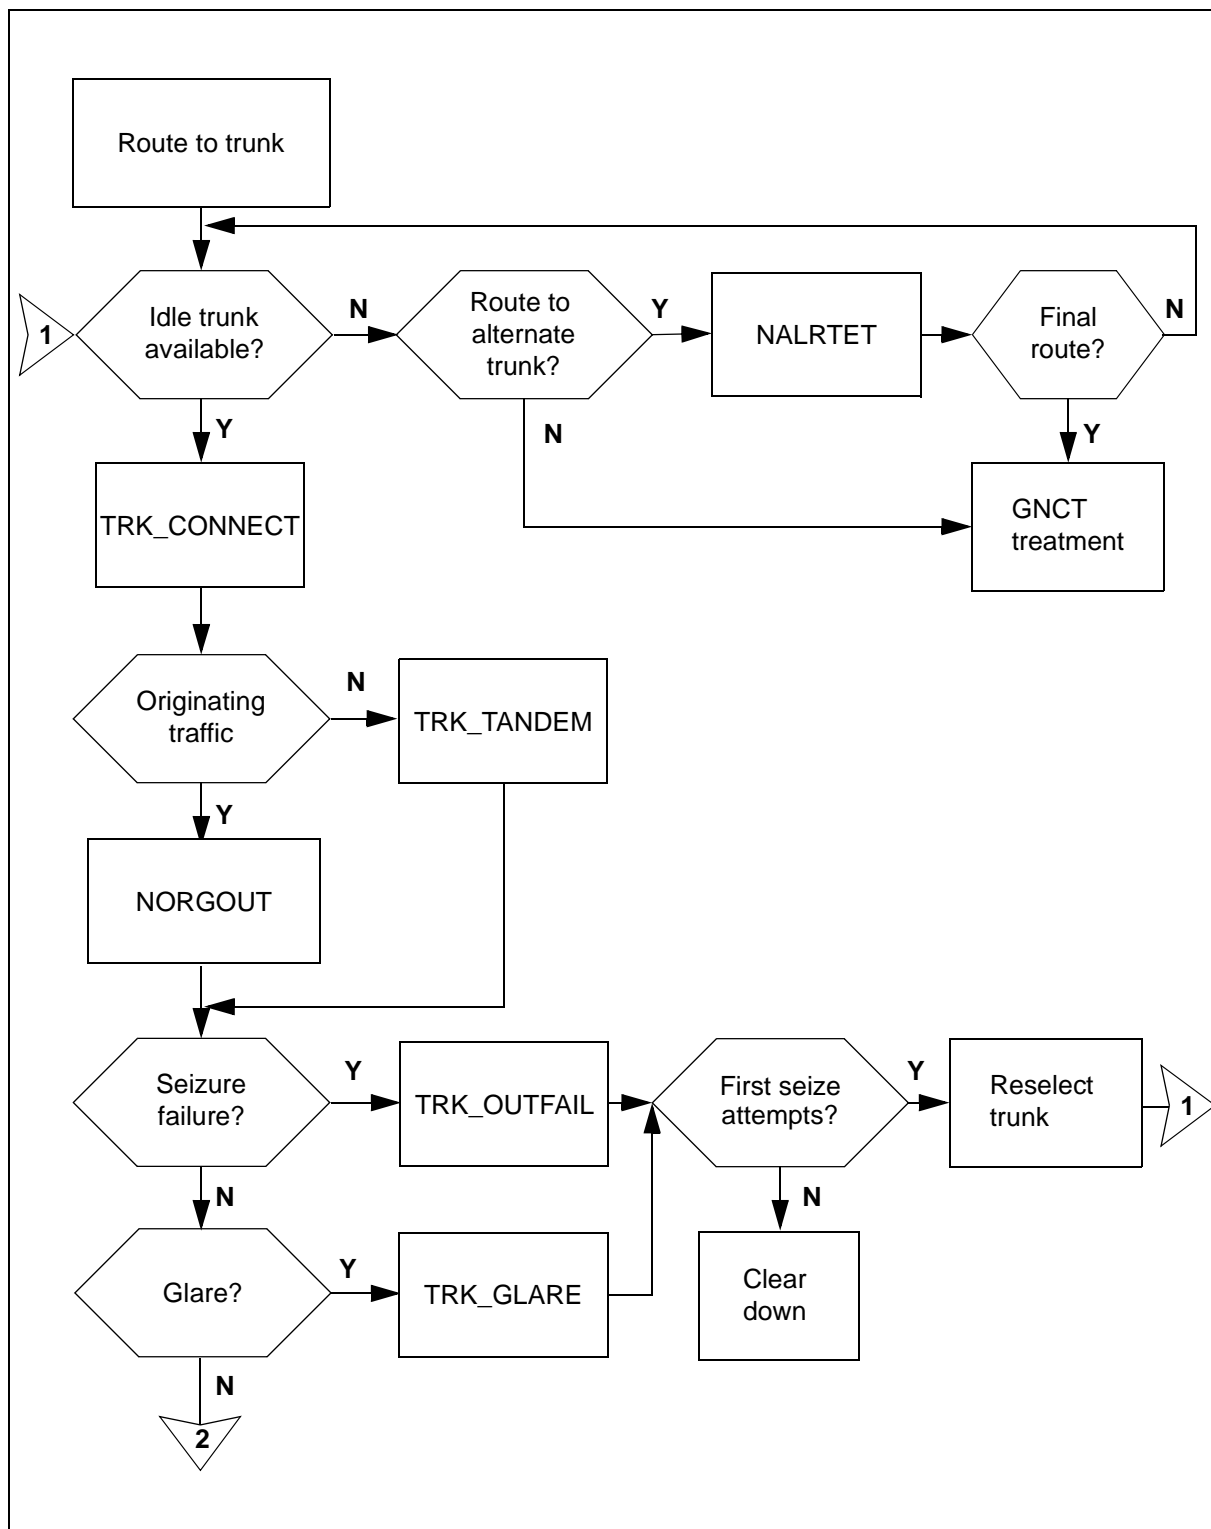 Route to trunk
1
Idle trunk
available?
N
Route to
alternate
trunk?
Y
NALRTET
Final
route?
N
Y
N
Y
TRK_CONNECT
GNCT
treatment
Originating
traffic
N
TRK_TANDEM
Y
NORGOUT
Seizure
failure?
Y
TRK_OUTFAIL
First seize
attempts?
Y
Reselect
trunk
1
N
N
Glare?
Y
TRK_GLARE
Clear
down
N
2